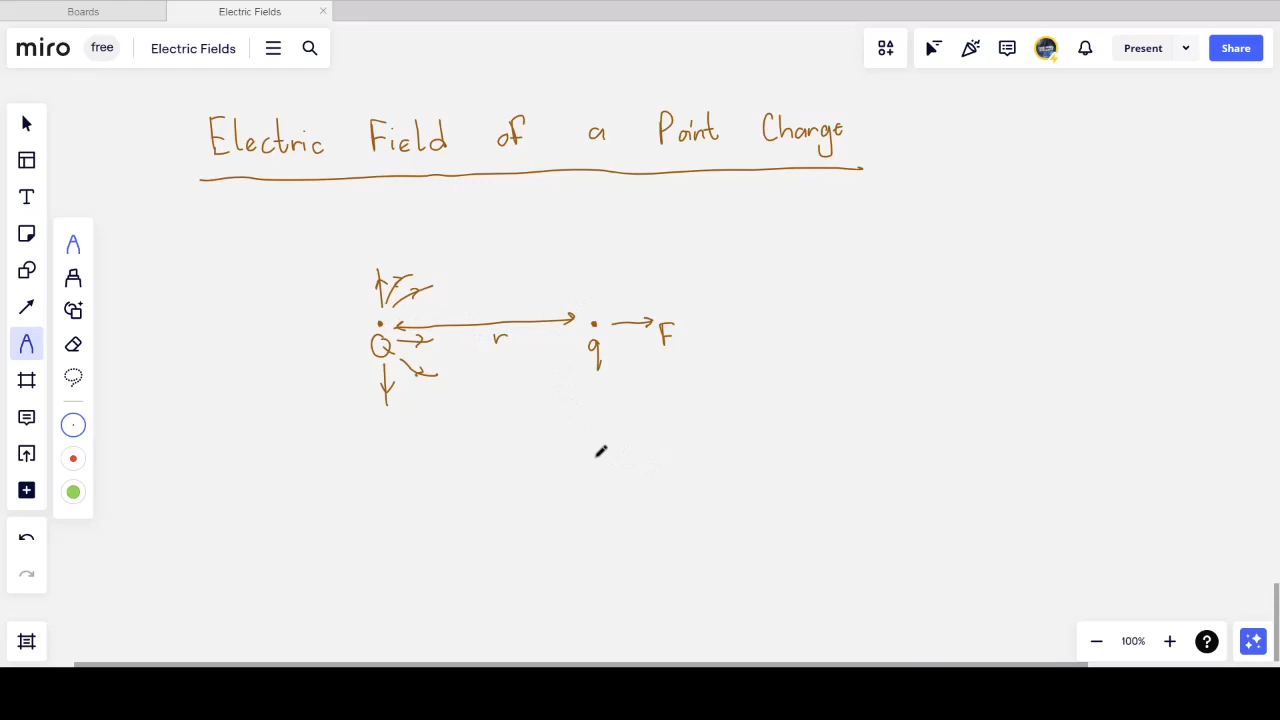 Boards
Electric Fields
miro free Electric Fields
Present
Share
Electric Field of a Point Charge
r
Q
q
F
100%